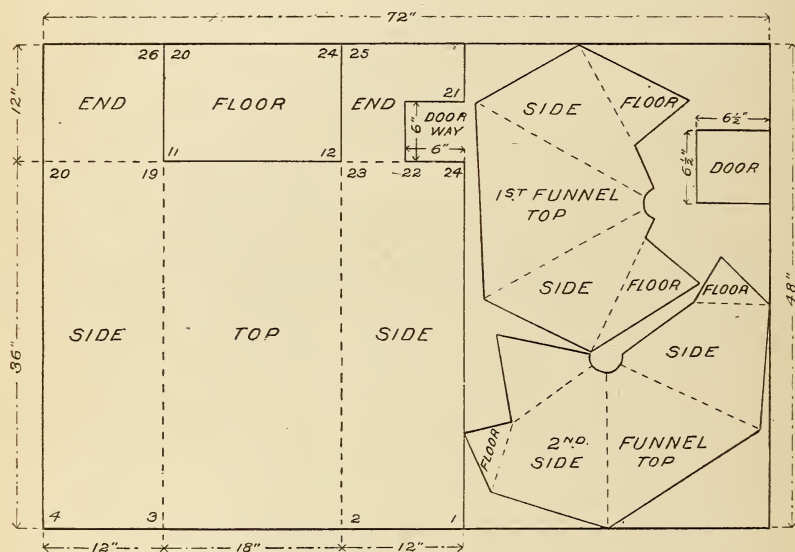 72"
26 20 24 25
12"
END FLOOR END
21
DOOR
WAY
6"
6"
11 12
20 19 23 22 24
SIDE TOP SIDE
36"
4 3 2 1
12" 18" 12"
SIDE
FLOOR
1ST FUNNEL
TOP
SIDE
FLOOR
6½"
6½"
DOOR
48"
FLOOR
SIDE
2ND.
SIDE
FUNNEL
TOP
FLOOR